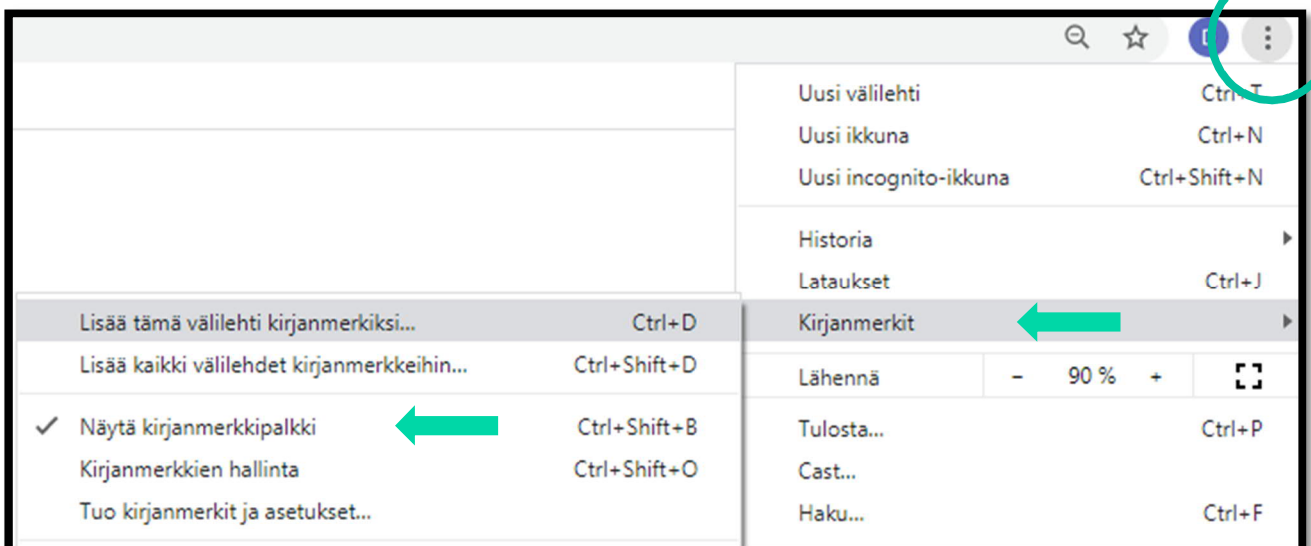 Uusi välilehti Ctrl+T
Uusi ikkuna Ctrl+N
Uusi incognito-ikkuna Ctrl+Shift+N
Historia
Lataukset Ctrl+J
Kirjanmerkit
Lähennä - 90 % +
Tulosta... Ctrl+P
Cast...
Haku... Ctrl+F
Lisää tämä välilehti kirjanmerkiksi... Ctrl+D
Lisää kaikki välilehdet kirjanmerkkeihin... Ctrl+Shift+D
Näytä kirjanmerkkipalkki Ctrl+Shift+B
Kirjanmerkkien hallinta Ctrl+Shift+O
Tuo kirjanmerkit ja asetukset...